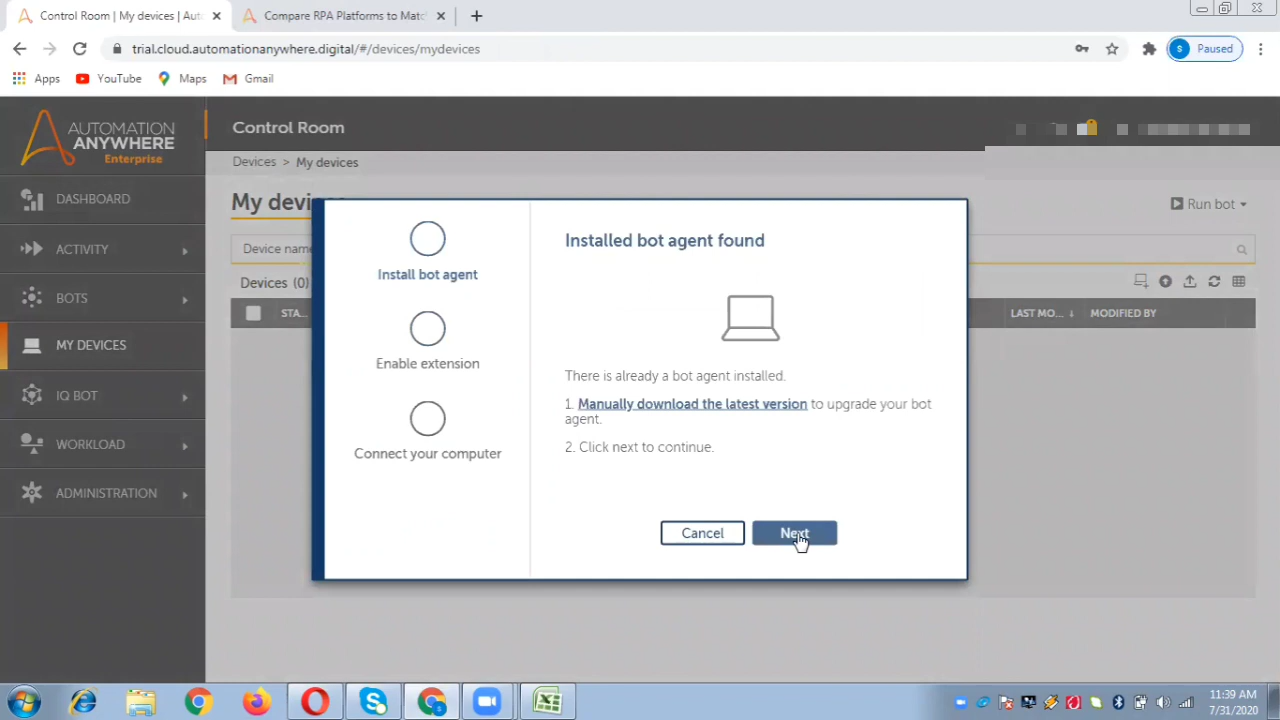 Control Room | My devices | Auto
Compare RPA Platforms to Match
trial.cloud.automationanywhere.digital/#/devices/mydevices
S Paused
Apps YouTube Maps Gmail
AUTOMATION
ANYWHERE
Enterprise
Control Room
Devices > My devices
My devi
Run bot
Device nam
Devices (0)
STA...
LAST MO... ↓
MODIFIED BY
DASHBOARD
ACTIVITY
BOTS
MY DEVICES
IQ BOT
WORKLOAD
ADMINISTRATION
Install bot agent
Enable extension
Connect your computer
Installed bot agent found
There is already a bot agent installed.
1. Manually download the latest version to upgrade your bot
agent.
2. Click next to continue.
Cancel
Next
11:39 AM
7/31/2020